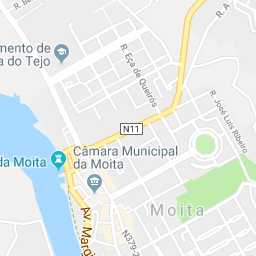 R. Be
mento de
a do Tejo
R. Eça de Queirós
R. A
R. José Luís Ribeiro
N11
da Moita
Câmara Municipal
da Moita
Moita
Av. Marg
N379-2